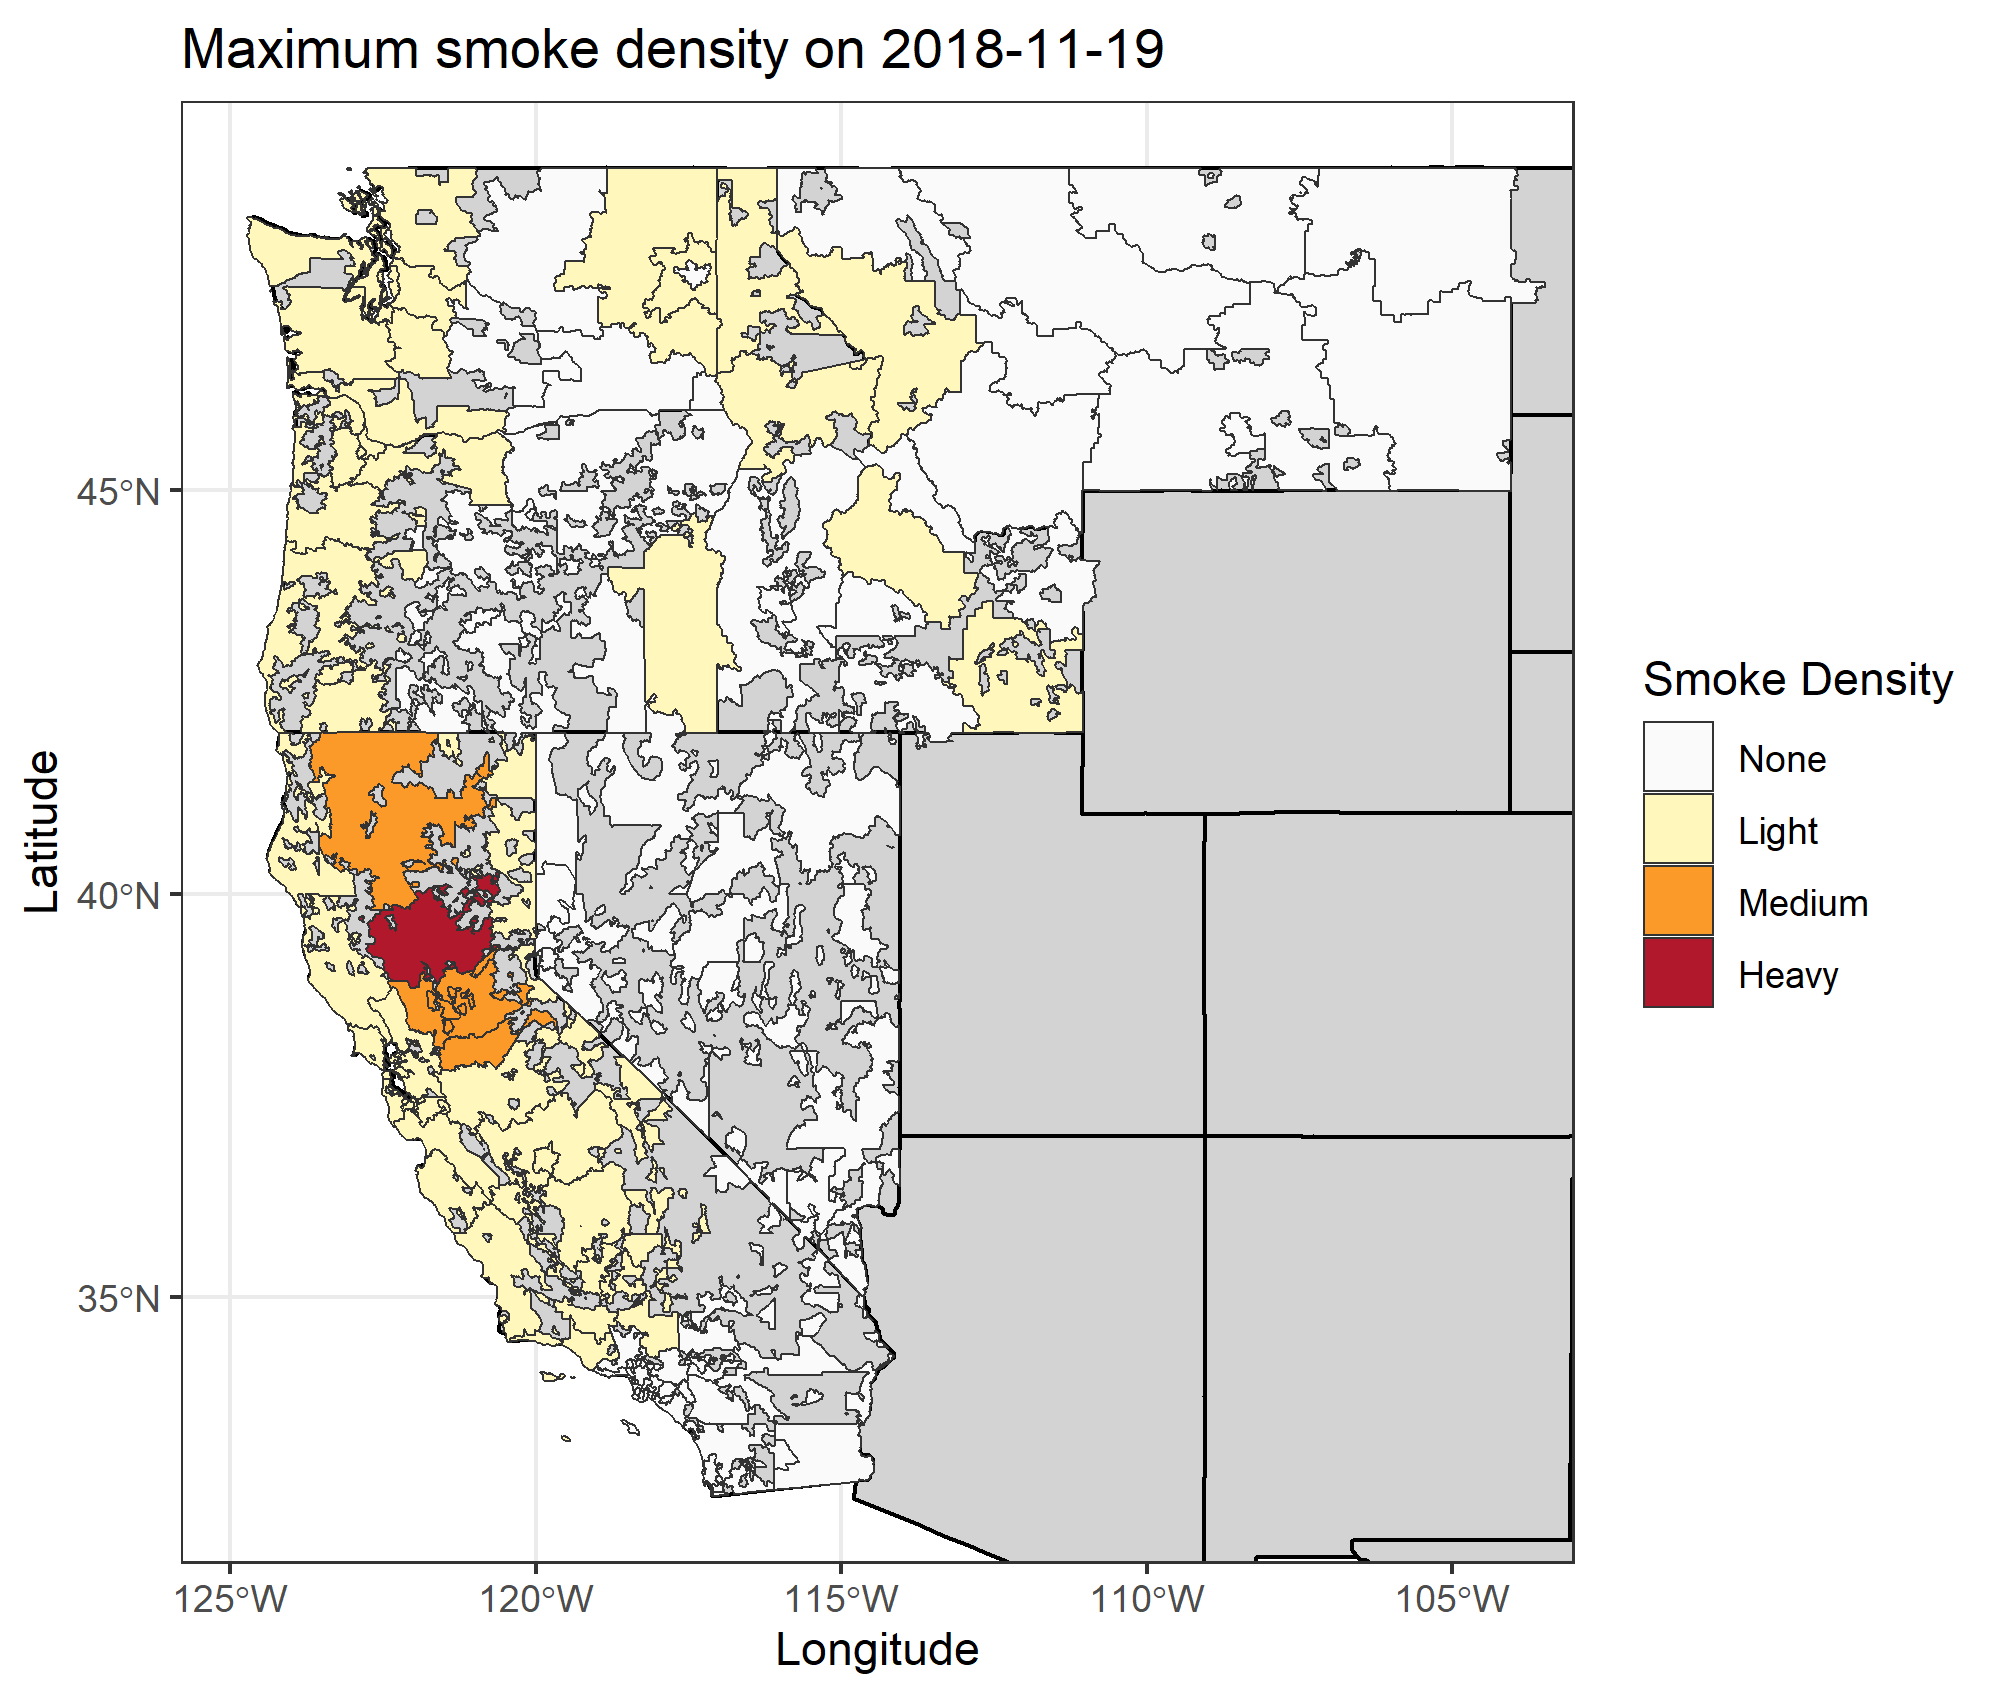 Maximum smoke density on 2018-11-19
Latitude
45°N
40°N
35°N
125°W
120°W
115°W
110°W
105°W
Longitude
Smoke Density
None
Light
Medium
Heavy